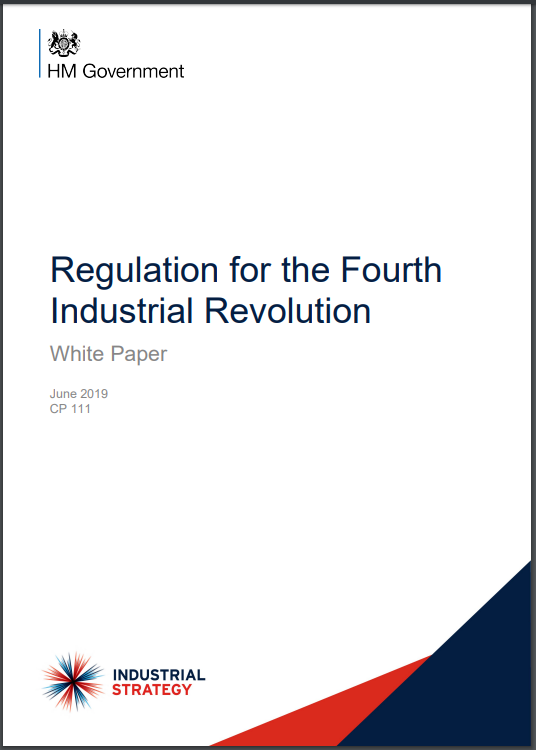 HM Government
Regulation for the Fourth
Industrial Revolution
White Paper
June 2019
CP 111
INDUSTRIAL
STRATEGY